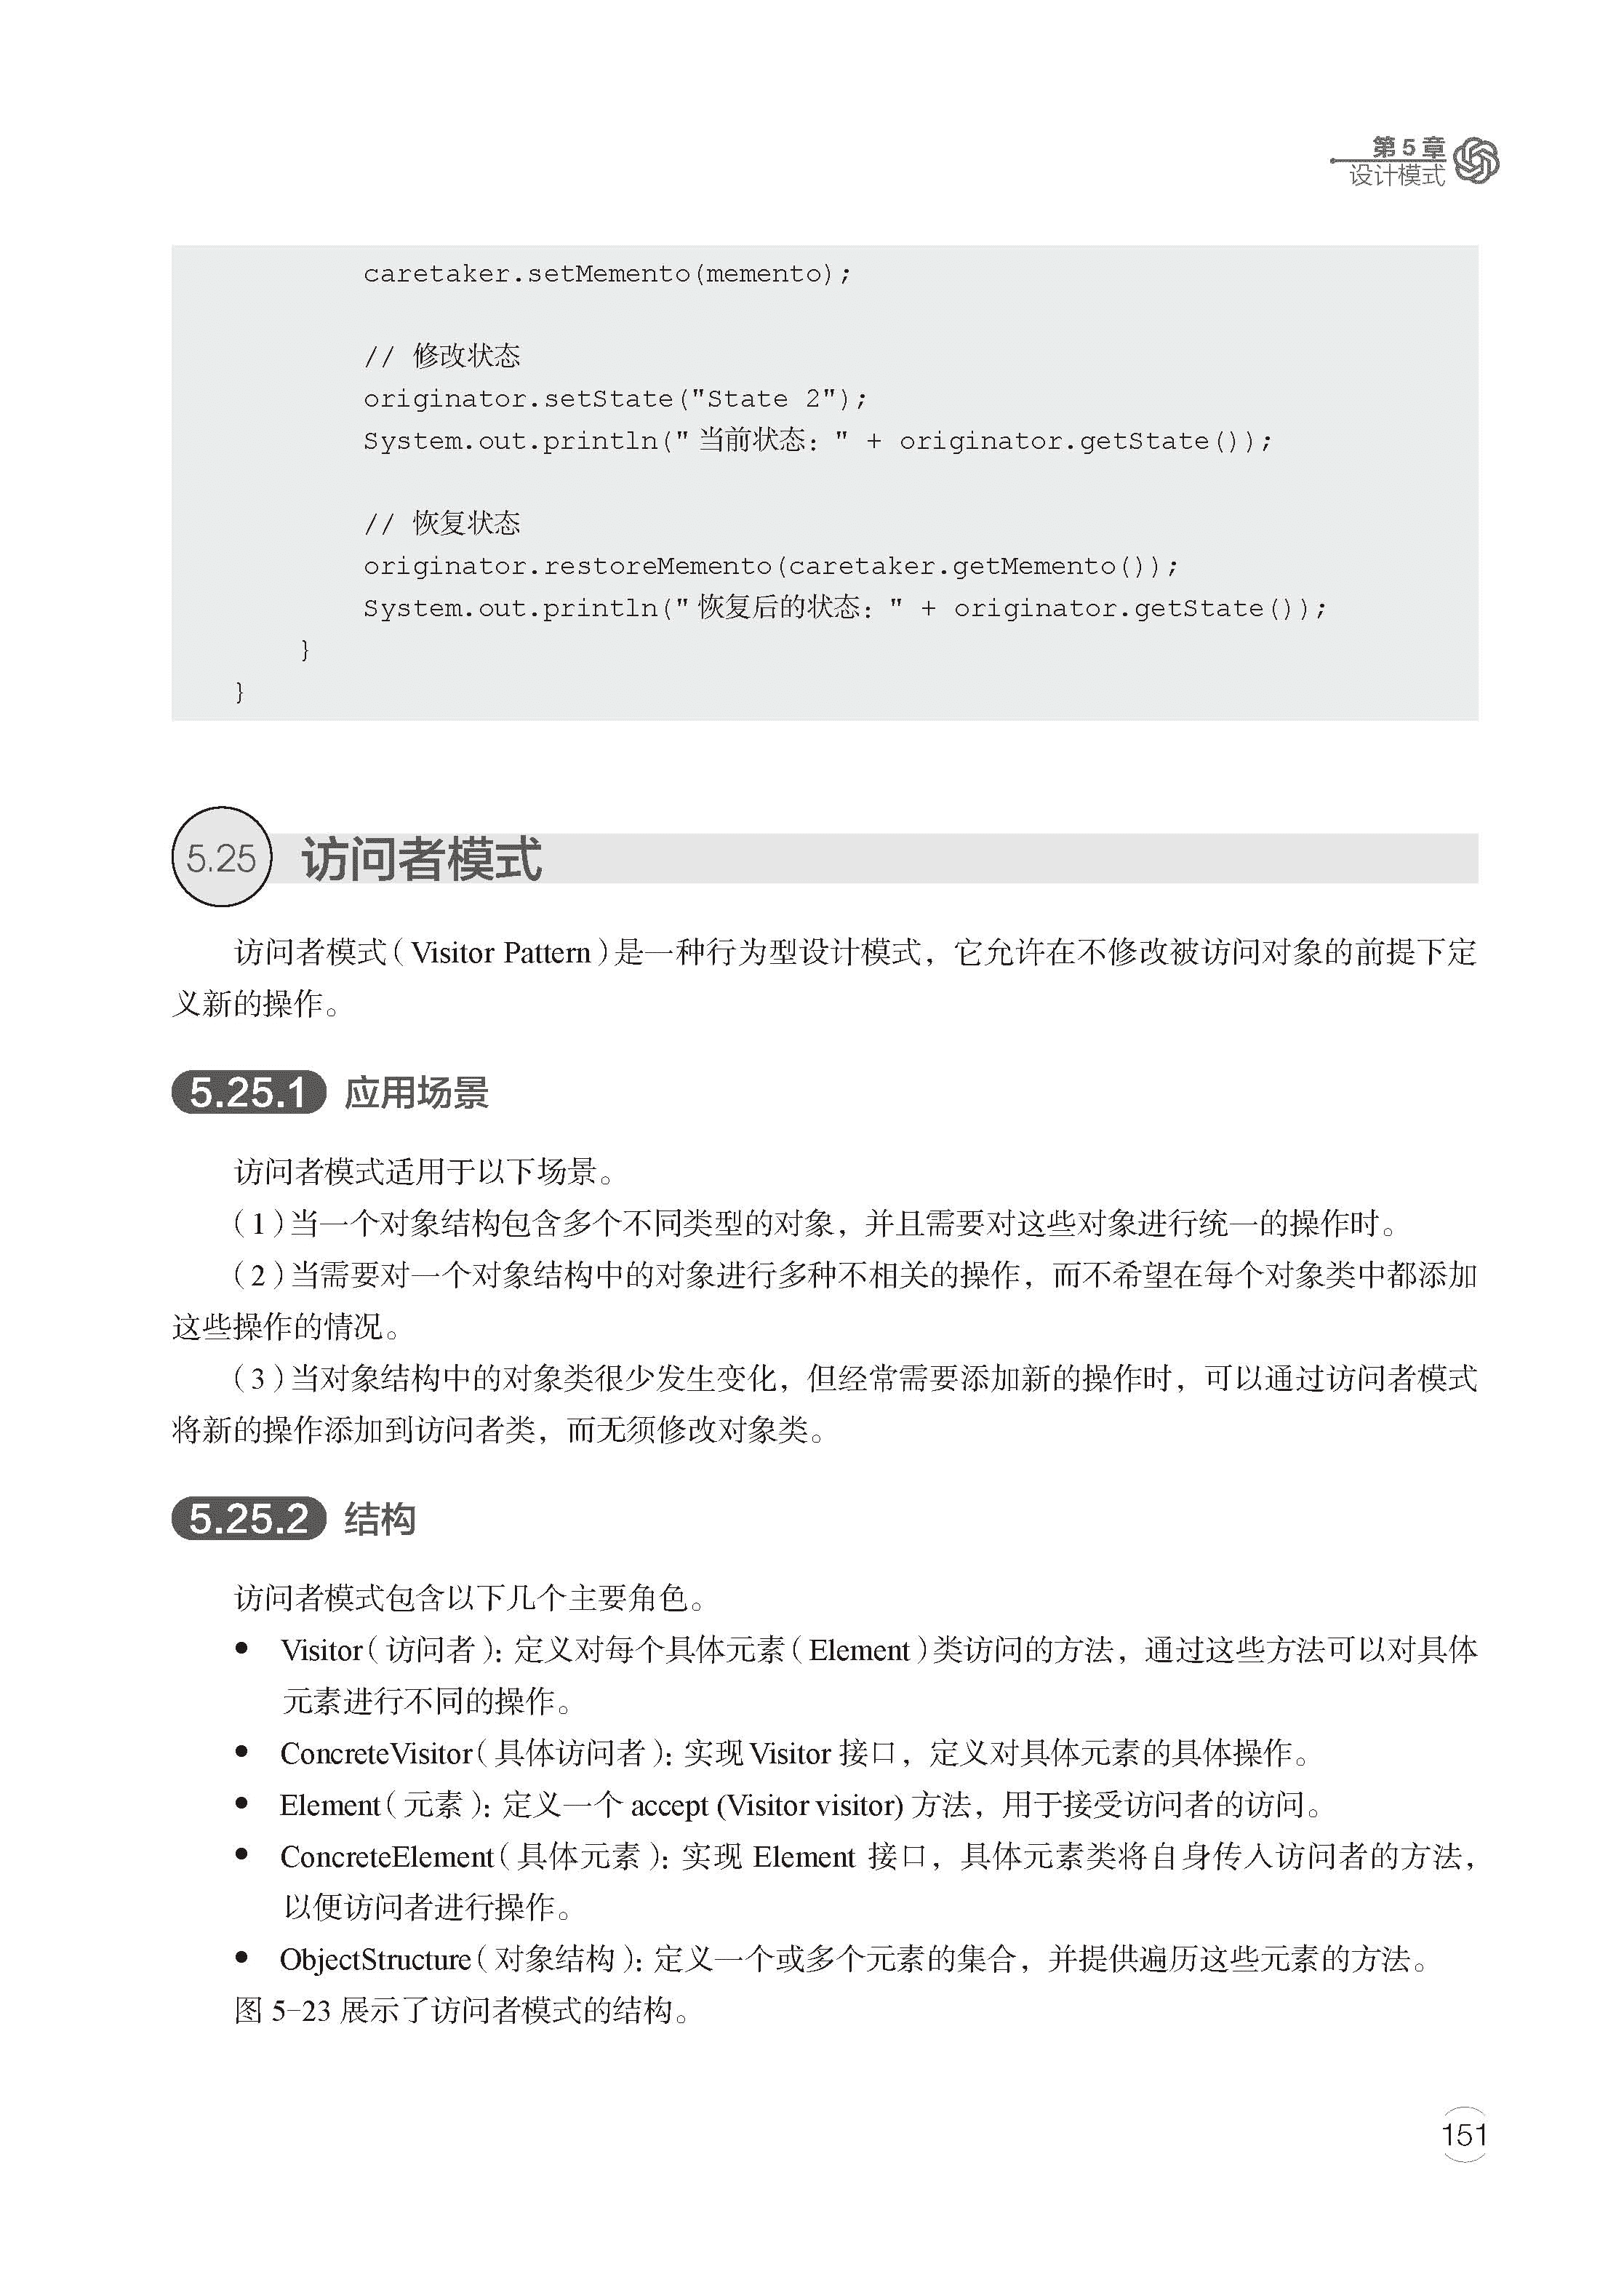 第 5 章
设计模式
caretaker.setMemento(memento);
// 修改状态
originator.setState("State 2");
System.out.println("当前状态：" + originator.getState());
// 恢复状态
originator.restoreMemento(caretaker.getMemento());
System.out.println("恢复后的状态：" + originator.getState());
}
}
5.25 访问者模式
访问者模式（Visitor Pattern）是一种行为型设计模式，它允许在不修改被访问对象的前提下定
义新的操作。
5.25.1 应用场景
访问者模式适用于以下场景。
（1）当一个对象结构包含多个不同类型的对象，并且需要对这些对象进行统一的操作时。
（2）当需要对一个对象结构中的对象进行多种不相关的操作，而不希望在每个对象类中都添加
这些操作的情况。
（3）当对象结构中的对象类很少发生变化，但经常需要添加新的操作时，可以通过访问者模式
将新的操作添加到访问者类，而无须修改对象类。
5.25.2 结构
访问者模式包含以下几个主要角色。
● Visitor（访问者）：定义对每个具体元素（Element）类访问的方法，通过这些方法可以对具体
元素进行不同的操作。
● ConcreteVisitor（具体访问者）：实现Visitor 接口，定义对具体元素的具体操作。
● Element（元素）：定义一个 accept (Visitor visitor) 方法，用于接受访问者的访问。
● ConcreteElement（具体元素）：实现 Element 接口，具体元素类将自身传入访问者的方法，
以便访问者进行操作。
● ObjectStructure（对象结构）：定义一个或多个元素的集合，并提供遍历这些元素的方法。
图 5-23 展示了访问者模式的结构。
151